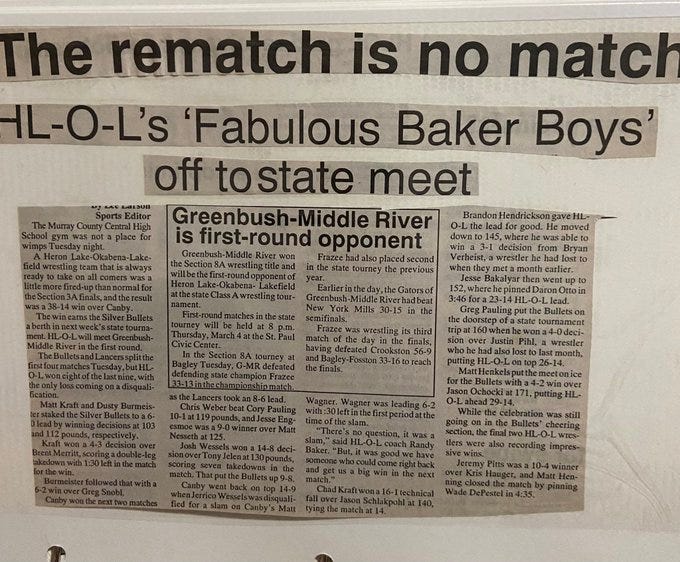 The rematch is no match
HL-O-L's 'Fabulous Baker Boys'
off to state meet
By Lee Larson
Sports Editor
The Murray County Central High
School gym was not a place for
wimps Tuesday night.
A Heron Lake-Okabena-Lake-
field wrestling team that is always
ready to take on all comers was a
little more fired-up than normal for
the Section 3A finals, and the result
was a 38-14 win over Canby.
The win earns the Silver Bullets
a berth in next week's state tourna-
ment. HL-O-L will meet Greenbush-
Middle River in the first round.
The Bullets and Lancers split the
first four matches Tuesday, but HL-
O-L won eight of the last nine, with
the only loss coming on a disquali-
fication.
Matt Kraft and Dusty Burmeis-
ter staked the Silver Bullets to a 6-
0 lead by winning decisions at 103
and 112 pounds, respectively.
Kraft won a 4-3 decision over
Brent Merritt, scoring a double-leg
takedown with 1:30 left in the match
for the win.
Burmeister followed that with a
6-2 win over Greg Snobl.
Canby won the next two matches
Greenbush-Middle River
is first-round opponent
Greenbush-Middle River won
the Section 8A wrestling title and
will be the first-round opponent of
Heron Lake-Okabena- Lakefield
at the state Class A wrestling tour-
nament.
First-round matches in the state
tourney will be held at 8 p.m.
Thursday, March 4 at the St. Paul
Civic Center.
In the Section 8A tourney at
Bagley Tuesday, G-MR defeated
defending state champion Frazee
33-13 in the championship match.
Frazee had also placed second
in the state tourney the previous
year.
Earlier in the day, the Gators of
Greenbush-Middle River had beat
New York Mills 30-15 in the
semifinals.
Frazee was wrestling its third
match of the day in the finals,
having defeated Crookston 56-9
and Bagley-Fosston 33-16 to reach
the finals.
as the Lancers took an 8-6 lead.
Chris Weber beat Cory Pauling
10-1 at 119 pounds, and Jesse Eng-
esmoe was a 9-0 winner over Matt
Nesseth at 125.
Josh Wessels won a 14-8 deci-
sion over Tony Jelen at 130 pounds,
scoring seven takedowns in the
match. That put the Bullets up 9-8.
Canby went back on top 14-9
when Jerrico Wessels was disquali-
fied for a slam on Canby's Matt
Wagner. Wagner was leading 6-2
with :30 left in the first period at the
time of the slam.
"There's no question, it was a
slam," said HL-O-L coach Randy
Baker. "But, it was good we have
someone who could come right back
and get us a big win in the next
match."
Chad Kraft won a 16-1 technical
fall over Jason Schlakpohl at 140,
tying the match at 14.
Brandon Hendrickson gave HL-
O-L the lead for good. He moved
down to 145, where he was able to
win a 3-1 decision from Bryan
Verheist, a wrestler he had lost to
when they met a month earlier.
Jesse Bakalyar then went up to
152, where he pinned Daron Otto in
3:46 for a 23-14 HL-O-L lead.
Greg Pauling put the Bullets on
the doorstep of a state tournament
trip at 160 when he won a 4-0 deci-
sion over Justin Pihl, a wrestler
who he had also lost to last month,
putting HL-O-L on top 26-14.
Matt Henkels put the meet on ice
for the Bullets with a 4-2 win over
Jason Ochocki at 171, putting HL-
O-L ahead 29-14.
While the celebration was still
going on in the Bullets' cheering
section, the final two HL-O-L wres-
tlers were also recording impres-
sive wins.
Jeremy Pitts was a 10-4 winner
over Kris Hauger, and Matt Hen-
ning closed the match by pinning
Wade DePestel in 4:35.